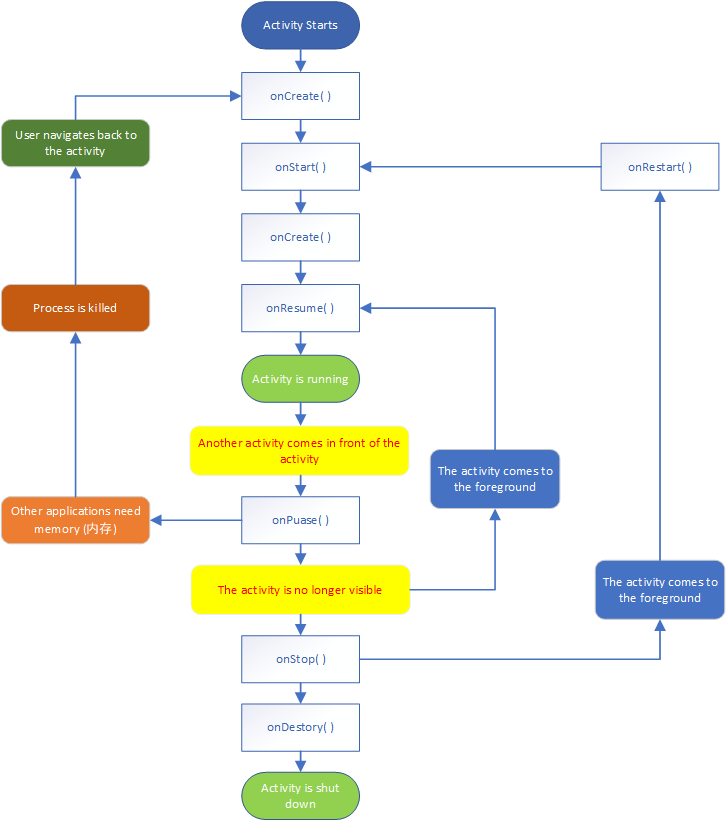 Activity Starts
onCreate( )
User navigates back to
the activity
onStart( )
onRestart( )
onCreate( )
Process is killed
onResume( )
Activity is running
Another activity comes in front of the
activity
The activity comes to
the foreground
Other applications need
memory (内存)
onPuase( )
The activity is no longer visible
The activity comes to
the foreground
onStop( )
onDestory( )
Activity is shut
down